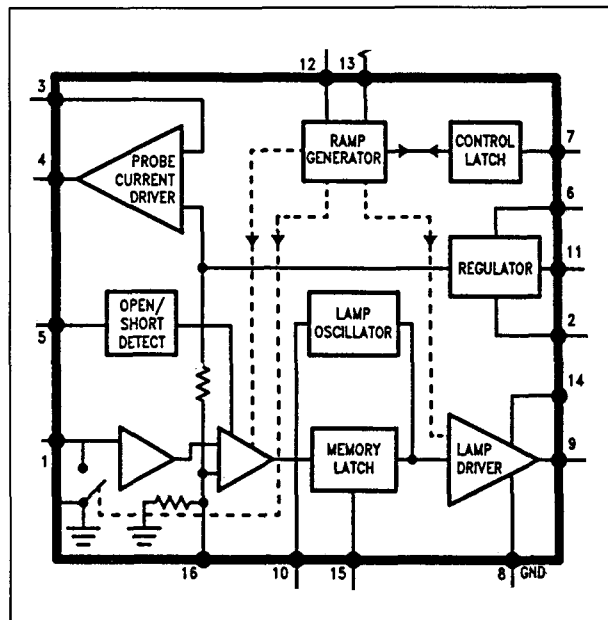 12 13
3
RAMP
GENERATOR
CONTROL
LATCH
7
4
PROBE
CURRENT
DRIVER
6
REGULATOR
11
OPEN/
SHORT
DETECT
LAMP
OSCILLATOR
5
2
14
1
MEMORY
LATCH
LAMP
DRIVER
9
16 10 15 8 GND